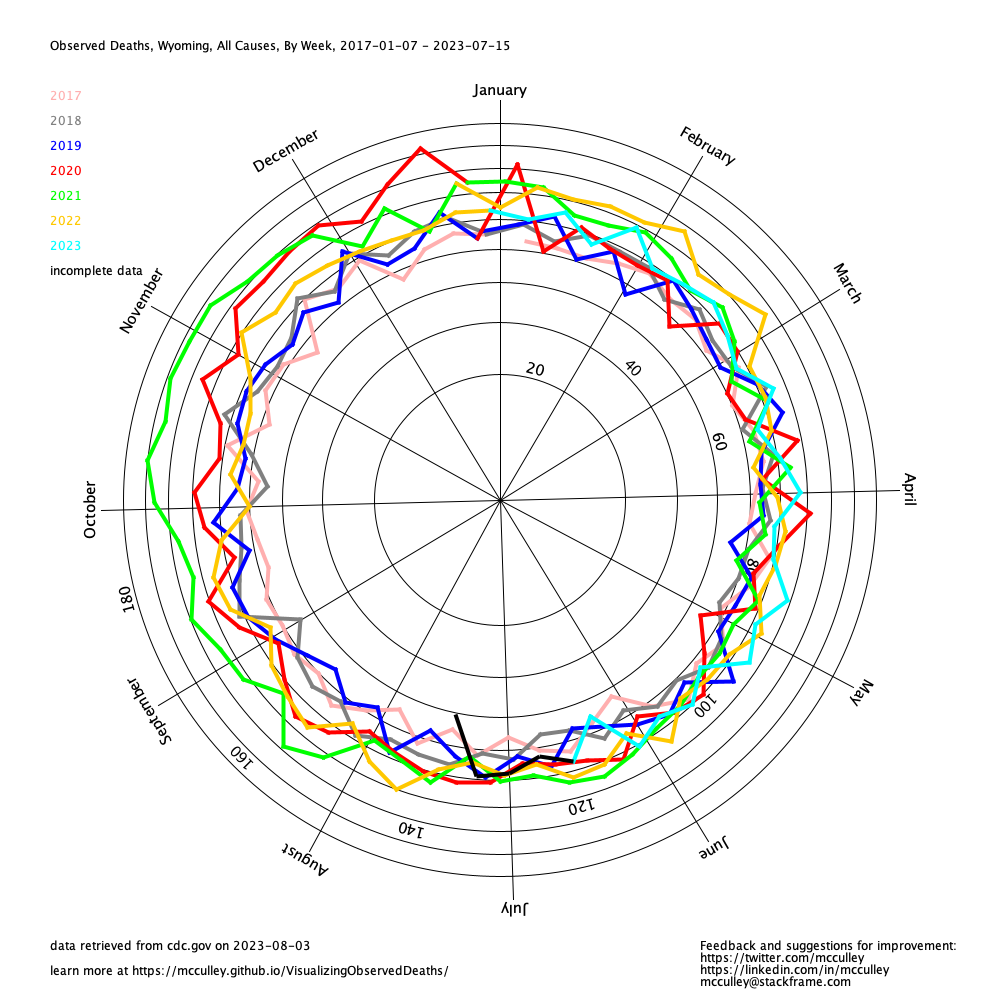 Observed Deaths, Wyoming, All Causes, By Week, 2017-01-07 - 2023-07-15
2017
2018
2019
2020
2021
2022
2023
incomplete data
January
February
March
April
May
June
July
August
September
October
November
December
20
40
60
80
100
120
140
160
180
data retrieved from cdc.gov on 2023-08-03
learn more at https://mcculley.github.io/VisualizingObservedDeaths/
Feedback and suggestions for improvement:
https://twitter.com/mcculley
https://linkedin.com/in/mcculley
mcculley@stackframe.com